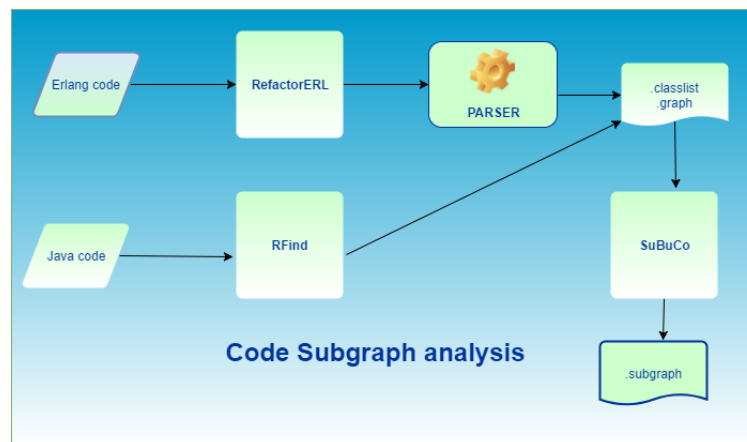 Erlang code
RefactorERL
PARSER
.classlist
.graph
Java code
RFind
SuBuCo
Code Subgraph analysis
.subgraph